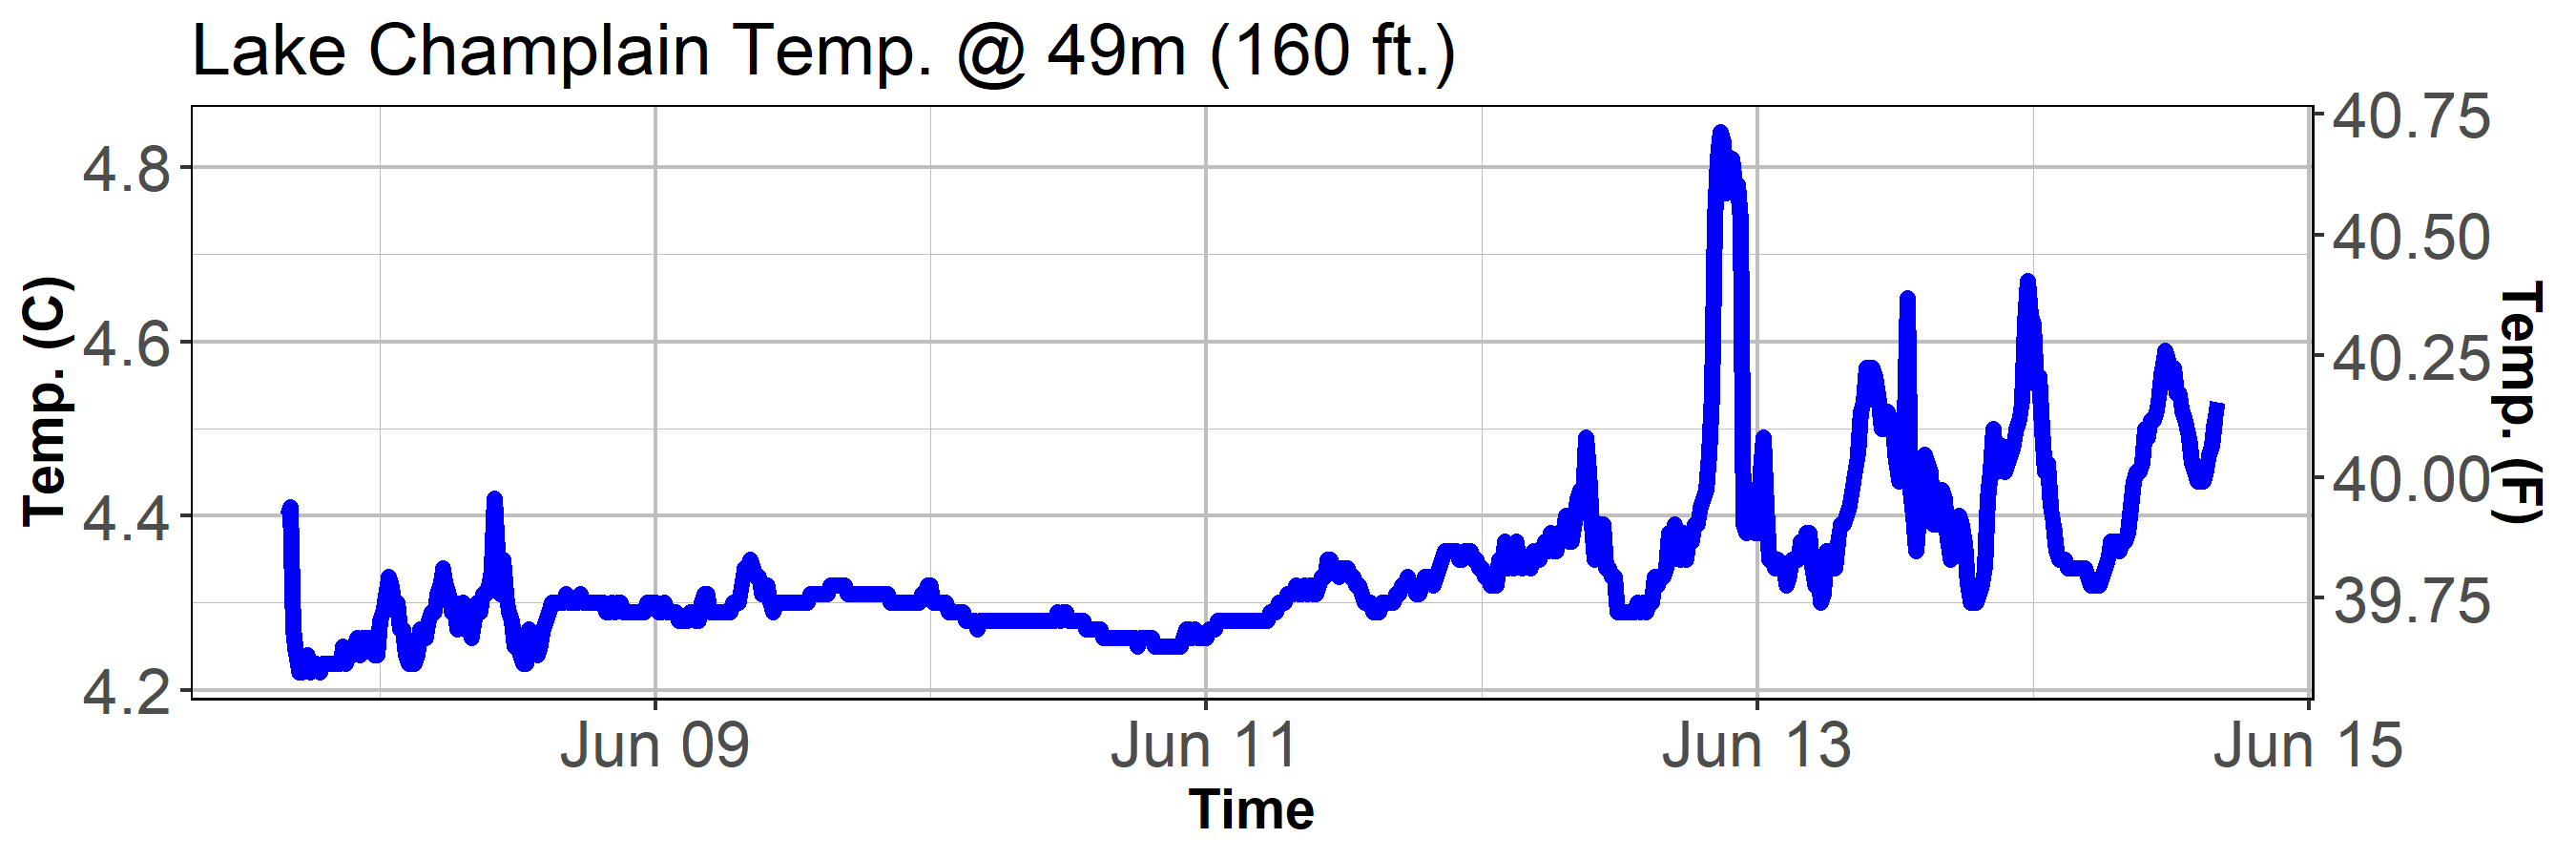 Lake Champlain Temp. @ 49m (160 ft.)
Temp. (C)
4.8
4.6
4.4
4.2
40.75
40.50
40.25
40.00
39.75
Temp. (F)
Jun 09
Jun 11
Jun 13
Jun 15
Time